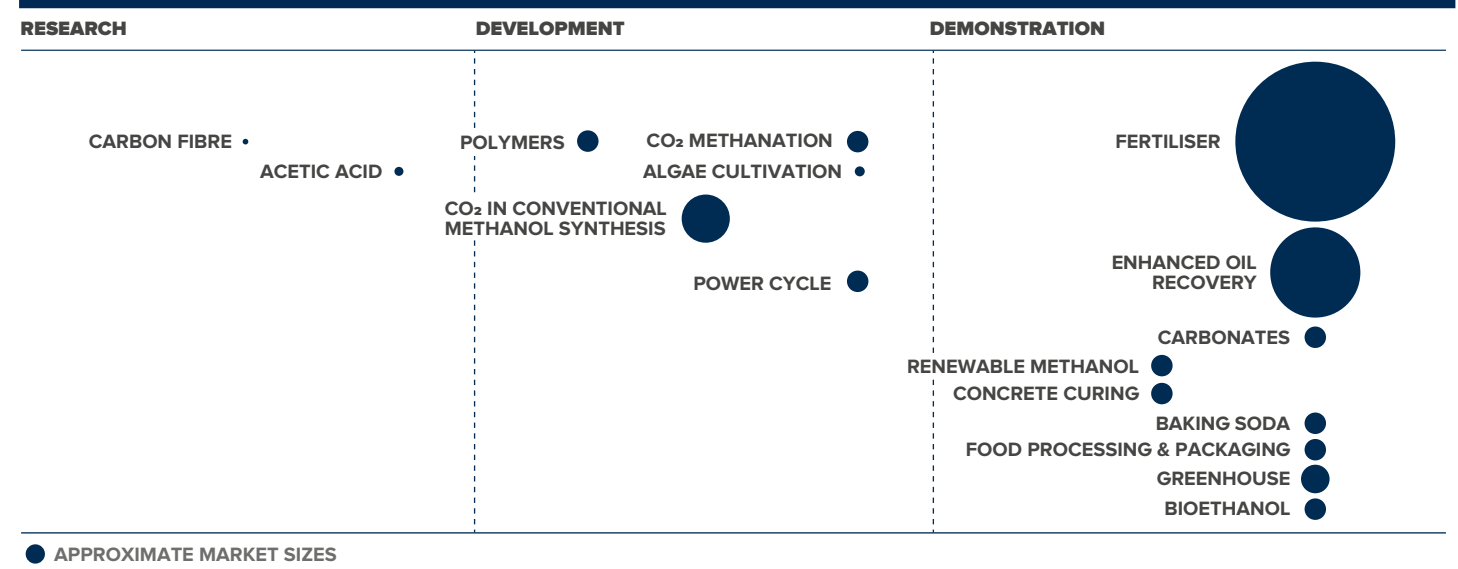 RESEARCH
DEVELOPMENT
DEMONSTRATION
CARBON FIBRE
ACETIC ACID
POLYMERS
CO₂ METHANATION
ALGAE CULTIVATION
CO₂ IN CONVENTIONAL
METHANOL SYNTHESIS
POWER CYCLE
FERTILISER
ENHANCED OIL
RECOVERY
CARBONATES
RENEWABLE METHANOL
CONCRETE CURING
BAKING SODA
FOOD PROCESSING & PACKAGING
GREENHOUSE
BIOETHANOL
APPROXIMATE MARKET SIZES